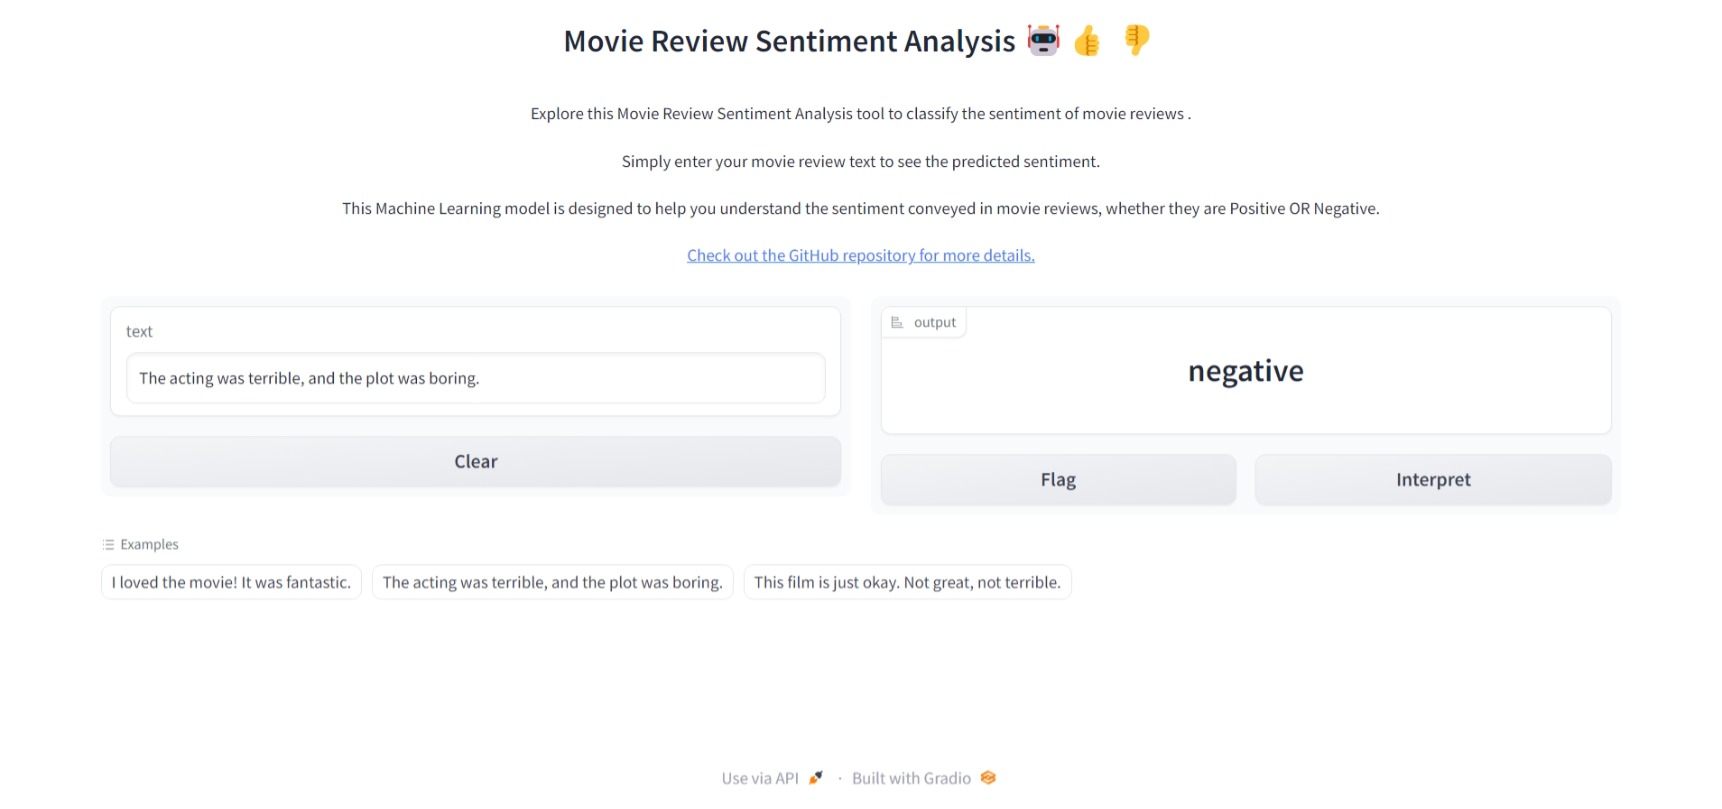 Movie Review Sentiment Analysis 🤖 👍 👎
Explore this Movie Review Sentiment Analysis tool to classify the sentiment of movie reviews .
Simply enter your movie review text to see the predicted sentiment.
This Machine Learning model is designed to help you understand the sentiment conveyed in movie reviews, whether they are Positive OR Negative.
Check out the GitHub repository for more details.
text
The acting was terrible, and the plot was boring.
Clear
output
negative
Flag
Interpret
Examples
I loved the movie! It was fantastic.
The acting was terrible, and the plot was boring.
This film is just okay. Not great, not terrible.
Use via API · Built with Gradio